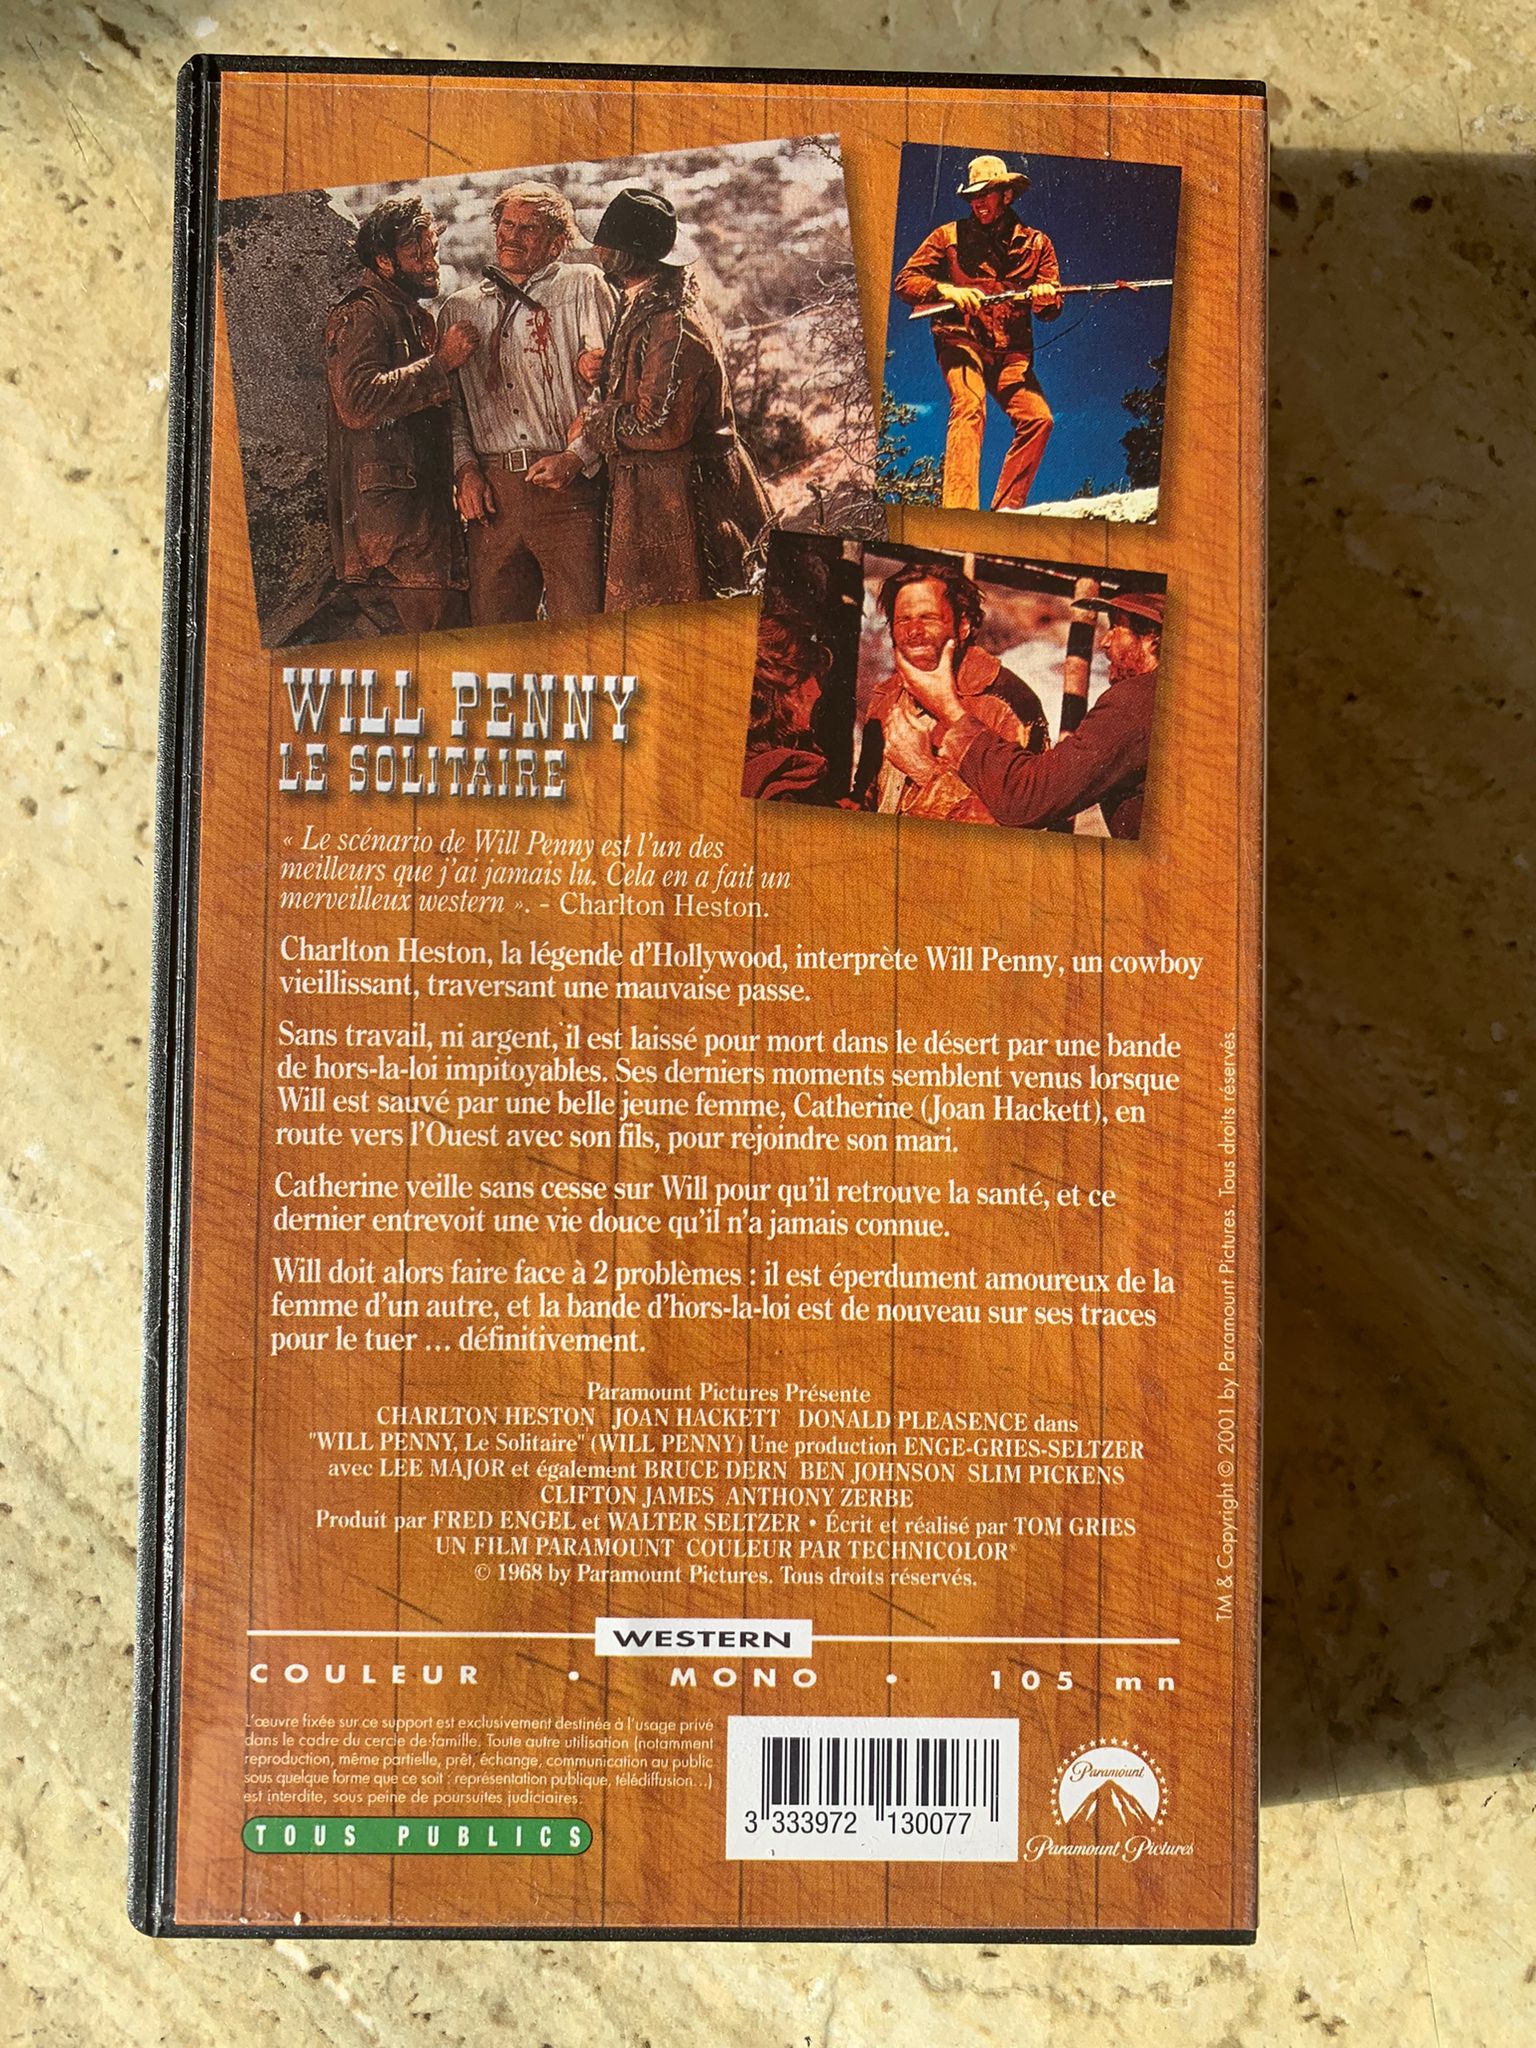 WILL PENNY
LE SOLITAIRE
« Le scénario de Will Penny est l'un des
meilleurs que j'ai jamais lu. Cela en a fait un
merveilleux western ». - Charlton Heston.
Charlton Heston, la légende d'Hollywood, interprète Will Penny, un cowboy
vieillissant, traversant une mauvaise passe.
Sans travail, ni argent, il est laissé pour mort dans le désert par une bande
de hors-la-loi impitoyables. Ses derniers moments semblent venus lorsque
Will est sauvé par une belle jeune femme, Catherine (Joan Hackett), en
route vers l'Ouest avec son fils, pour rejoindre son mari.
Catherine veille sans cesse sur Will pour qu'il retrouve la santé, et ce
dernier entrevoit une vie douce qu'il n'a jamais connue.
Will doit alors faire face à 2 problèmes : il est éperdument amoureux de la
femme d'un autre, et la bande d'hors-la-loi est de nouveau sur ses traces
pour le tuer ... définitivement.
Paramount Pictures Présente
CHARLTON HESTON JOAN HACKETT DONALD PLEASENCE dans
"WILL PENNY, Le Solitaire" (WILL PENNY) Une production ENGE-GRIES-SELTZER
avec LEE MAJOR et également BRUCE DERN BEN JOHNSON SLIM PICKENS
CLIFTON JAMES ANTHONY ZERBE
Produit par FRED ENGEL et WALTER SELTZER • Écrit et réalisé par TOM GRIES
UN FILM PARAMOUNT COULEUR PAR TECHNICOLOR®
© 1968 by Paramount Pictures. Tous droits réservés.
TM & Copyright © 2001 by Paramount Pictures. Tous droits réservés
WESTERN
COULEUR • MONO • 105 mn
L'œuvre fixée sur ce support est exclusivement destinée à l'usage privé
dans le cadre du cercle de famille. Toute autre utilisation (notamment
reproduction, même partielle, prêt, échange, communication au public
sous quelque forme que ce soit : représentation publique, télédiffusion...)
est interdite, sous peine de poursuites judiciaires.
TOUS PUBLICS
3 333972 130077
Paramount
Paramount Pictures